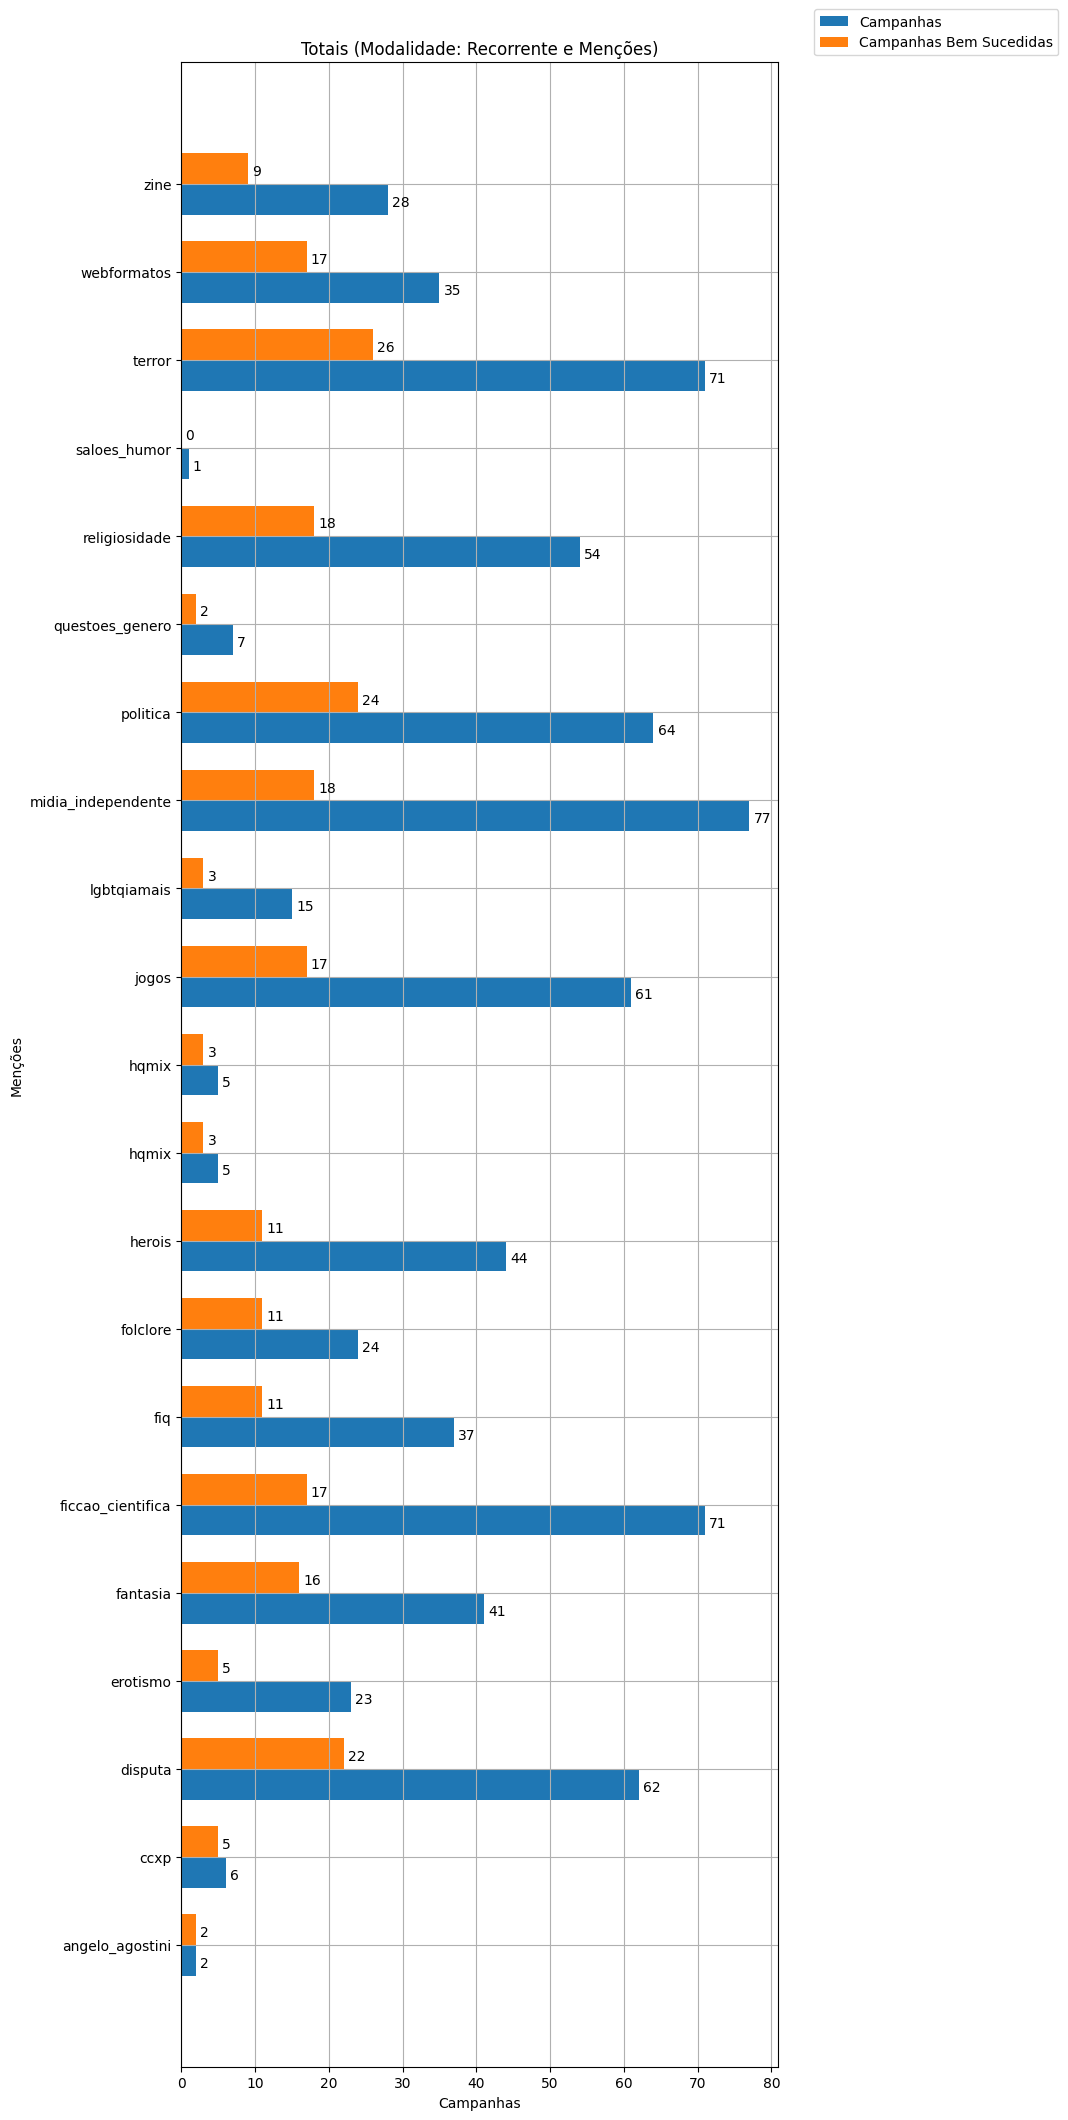 Campanhas
Campanhas Bem Sucedidas
Totais (Modalidade: Recorrente e Menções)
zine
9
28
webformatos
17
35
terror
26
71
saloes_humor
0
1
religiosidade
18
54
questoes_genero
2
7
politica
24
64
midia_independente
18
77
lgbtqiamais
3
15
jogos
17
61
hqmix
3
5
hqmix
3
5
herois
11
44
folclore
11
24
fiq
11
37
ficcao_cientifica
17
71
fantasia
16
41
erotismo
5
23
disputa
22
62
ccxp
5
6
angelo_agostini
2
2
Menções
0 10 20 30 40 50 60 70 80
Campanhas